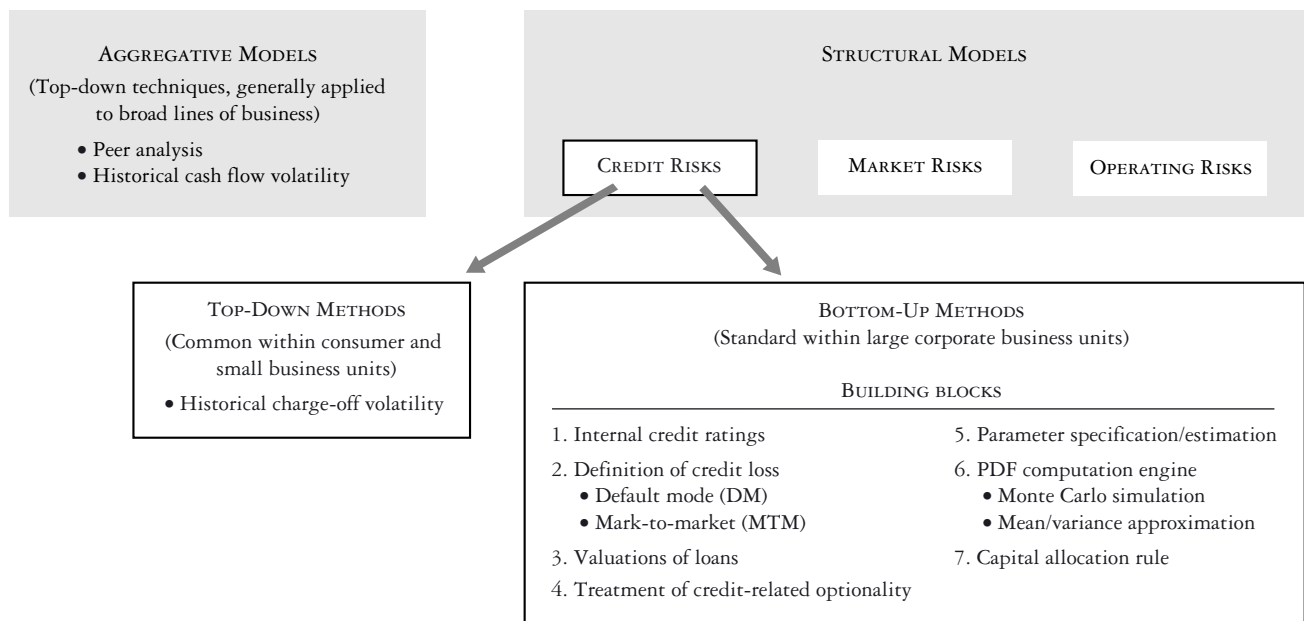 AGGREGATIVE MODELS
(Top-down techniques, generally applied
to broad lines of business)
• Peer analysis
• Historical cash flow volatility
STRUCTURAL MODELS
CREDIT RISKS
MARKET RISKS
OPERATING RISKS
TOP-DOWN METHODS
(Common within consumer and
small business units)
• Historical charge-off volatility
BOTTOM-UP METHODS
(Standard within large corporate business units)
BUILDING BLOCKS
1. Internal credit ratings
2. Definition of credit loss
• Default mode (DM)
• Mark-to-market (MTM)
3. Valuations of loans
4. Treatment of credit-related optionality
5. Parameter specification/estimation
6. PDF computation engine
• Monte Carlo simulation
• Mean/variance approximation
7. Capital allocation rule